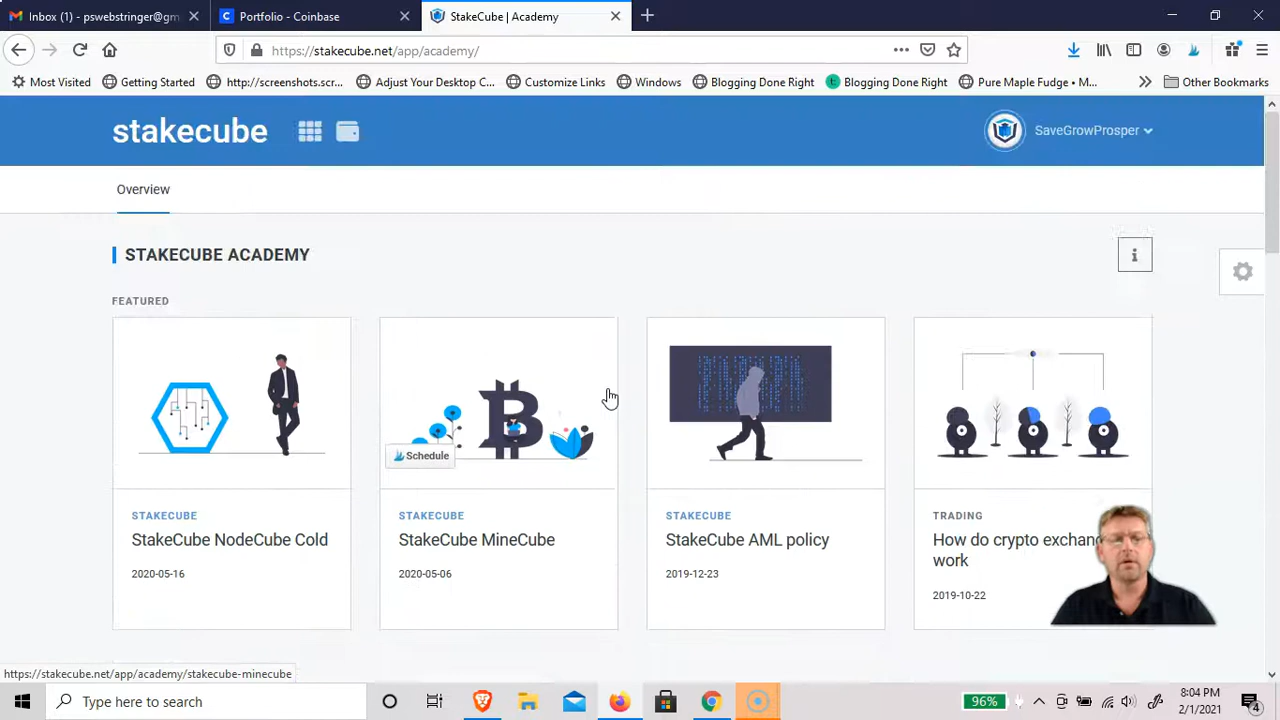 Inbox (1) - pswebstringer@gm
Portfolio - Coinbase
StakeCube | Academy
https://stakecube.net/app/academy/
Most Visited
Getting Started
http://screenshots.scr...
Adjust Your Desktop C...
Customize Links
Windows
Blogging Done Right
Blogging Done Right
Pure Maple Fudge • M...
Other Bookmarks
stakecube
SaveGrowProsper
Overview
STAKECUBE ACADEMY
FEATURED
Schedule
STAKECUBE
StakeCube NodeCube Cold
2020-05-16
STAKECUBE
StakeCube MineCube
2020-05-06
STAKECUBE
StakeCube AML policy
2019-12-23
TRADING
How do crypto exchan
work
2019-10-22
https://stakecube.net/app/academy/stakecube-minecube
Type here to search
96%
8:04 PM
2/1/2021
4